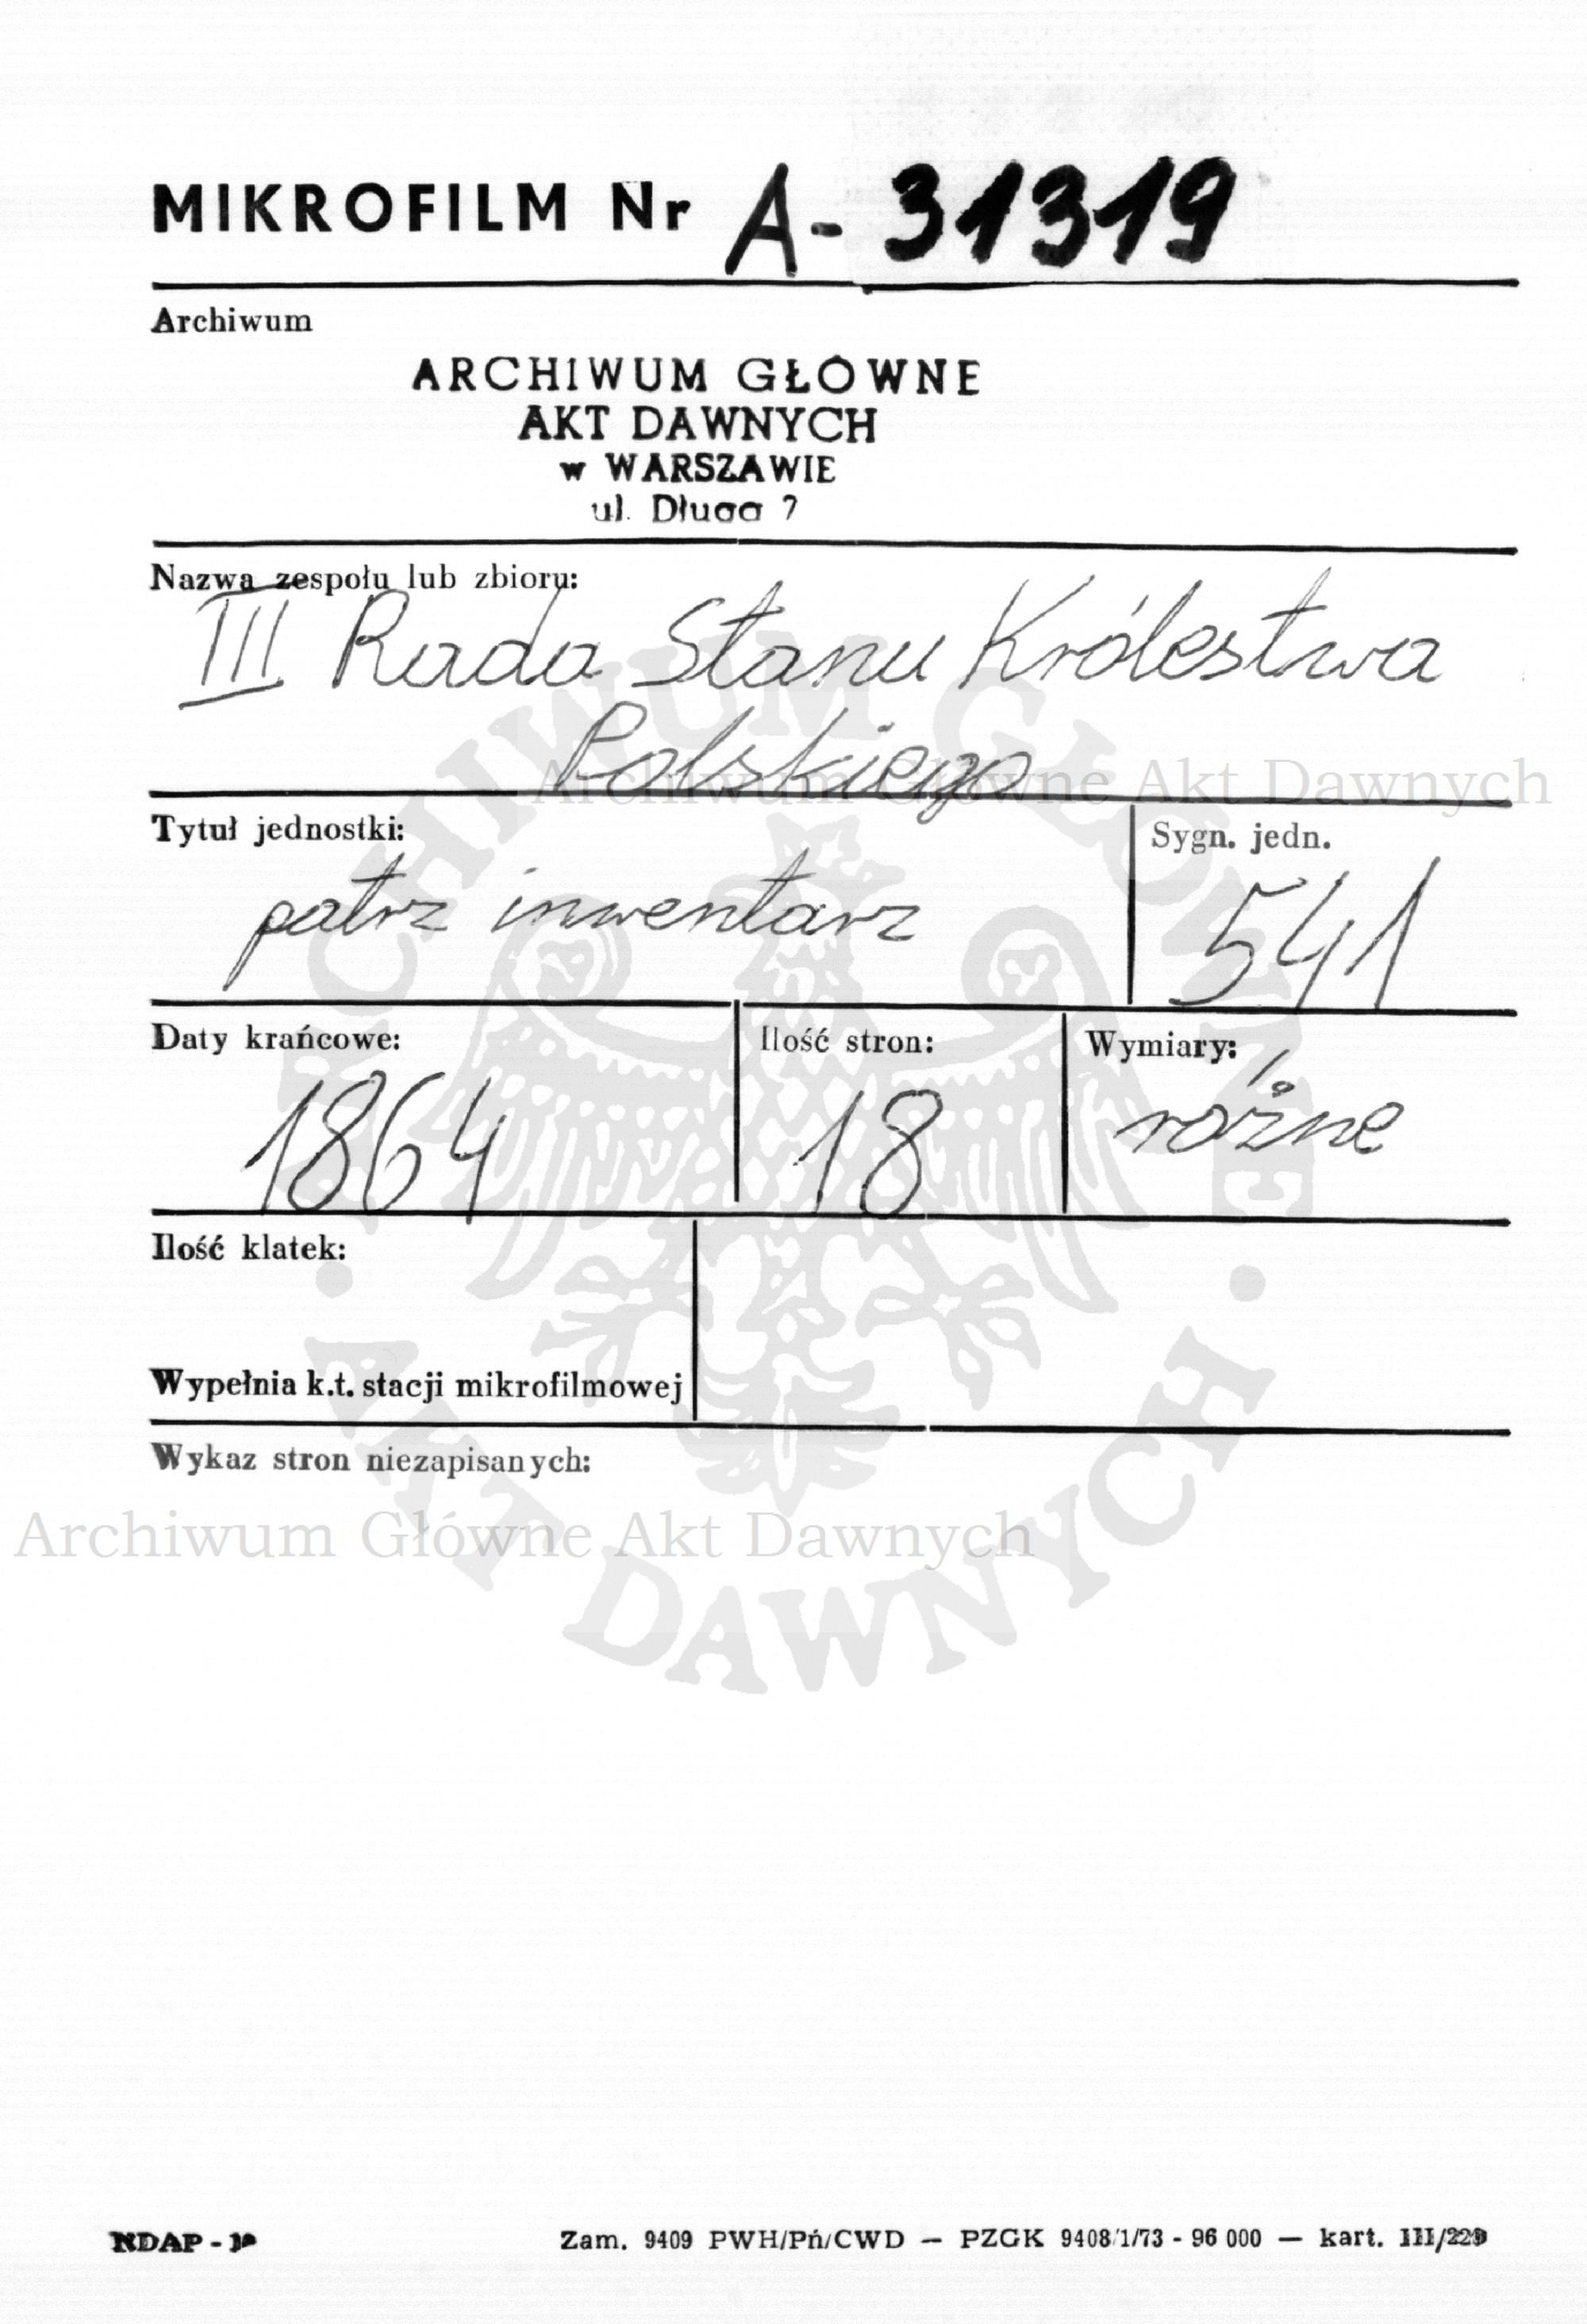 MIKROFILM Nr A-31319
Archiwum
ARCHIWUM GŁÓWNE
AKT DAWNYCH
w WARSZAWIE
ul. Długa 7
Nazwa zespołu lub zbioru:
III Rada Stanu Królestwa
Polskiego
Archiwum Główne Akt Dawnych
Tytuł jednostki:
Sygn. jedn.
patrz inwentarz
541
Daty krańcowe:
Ilość stron:
Wymiary:
1864
18
różne
Ilość klatek:
Wypełnia k.t. stacji mikrofilmowej
Wykaz stron niezapisanych:
Archiwum Główne Akt Dawnych
ARCHIWUM GŁÓWNE
AKT DAWNYCH
NDAP -
Zam. 9409 PWH/Pń/CWD — PZGK 9408/1/73 - 96 000 — kart. III/229